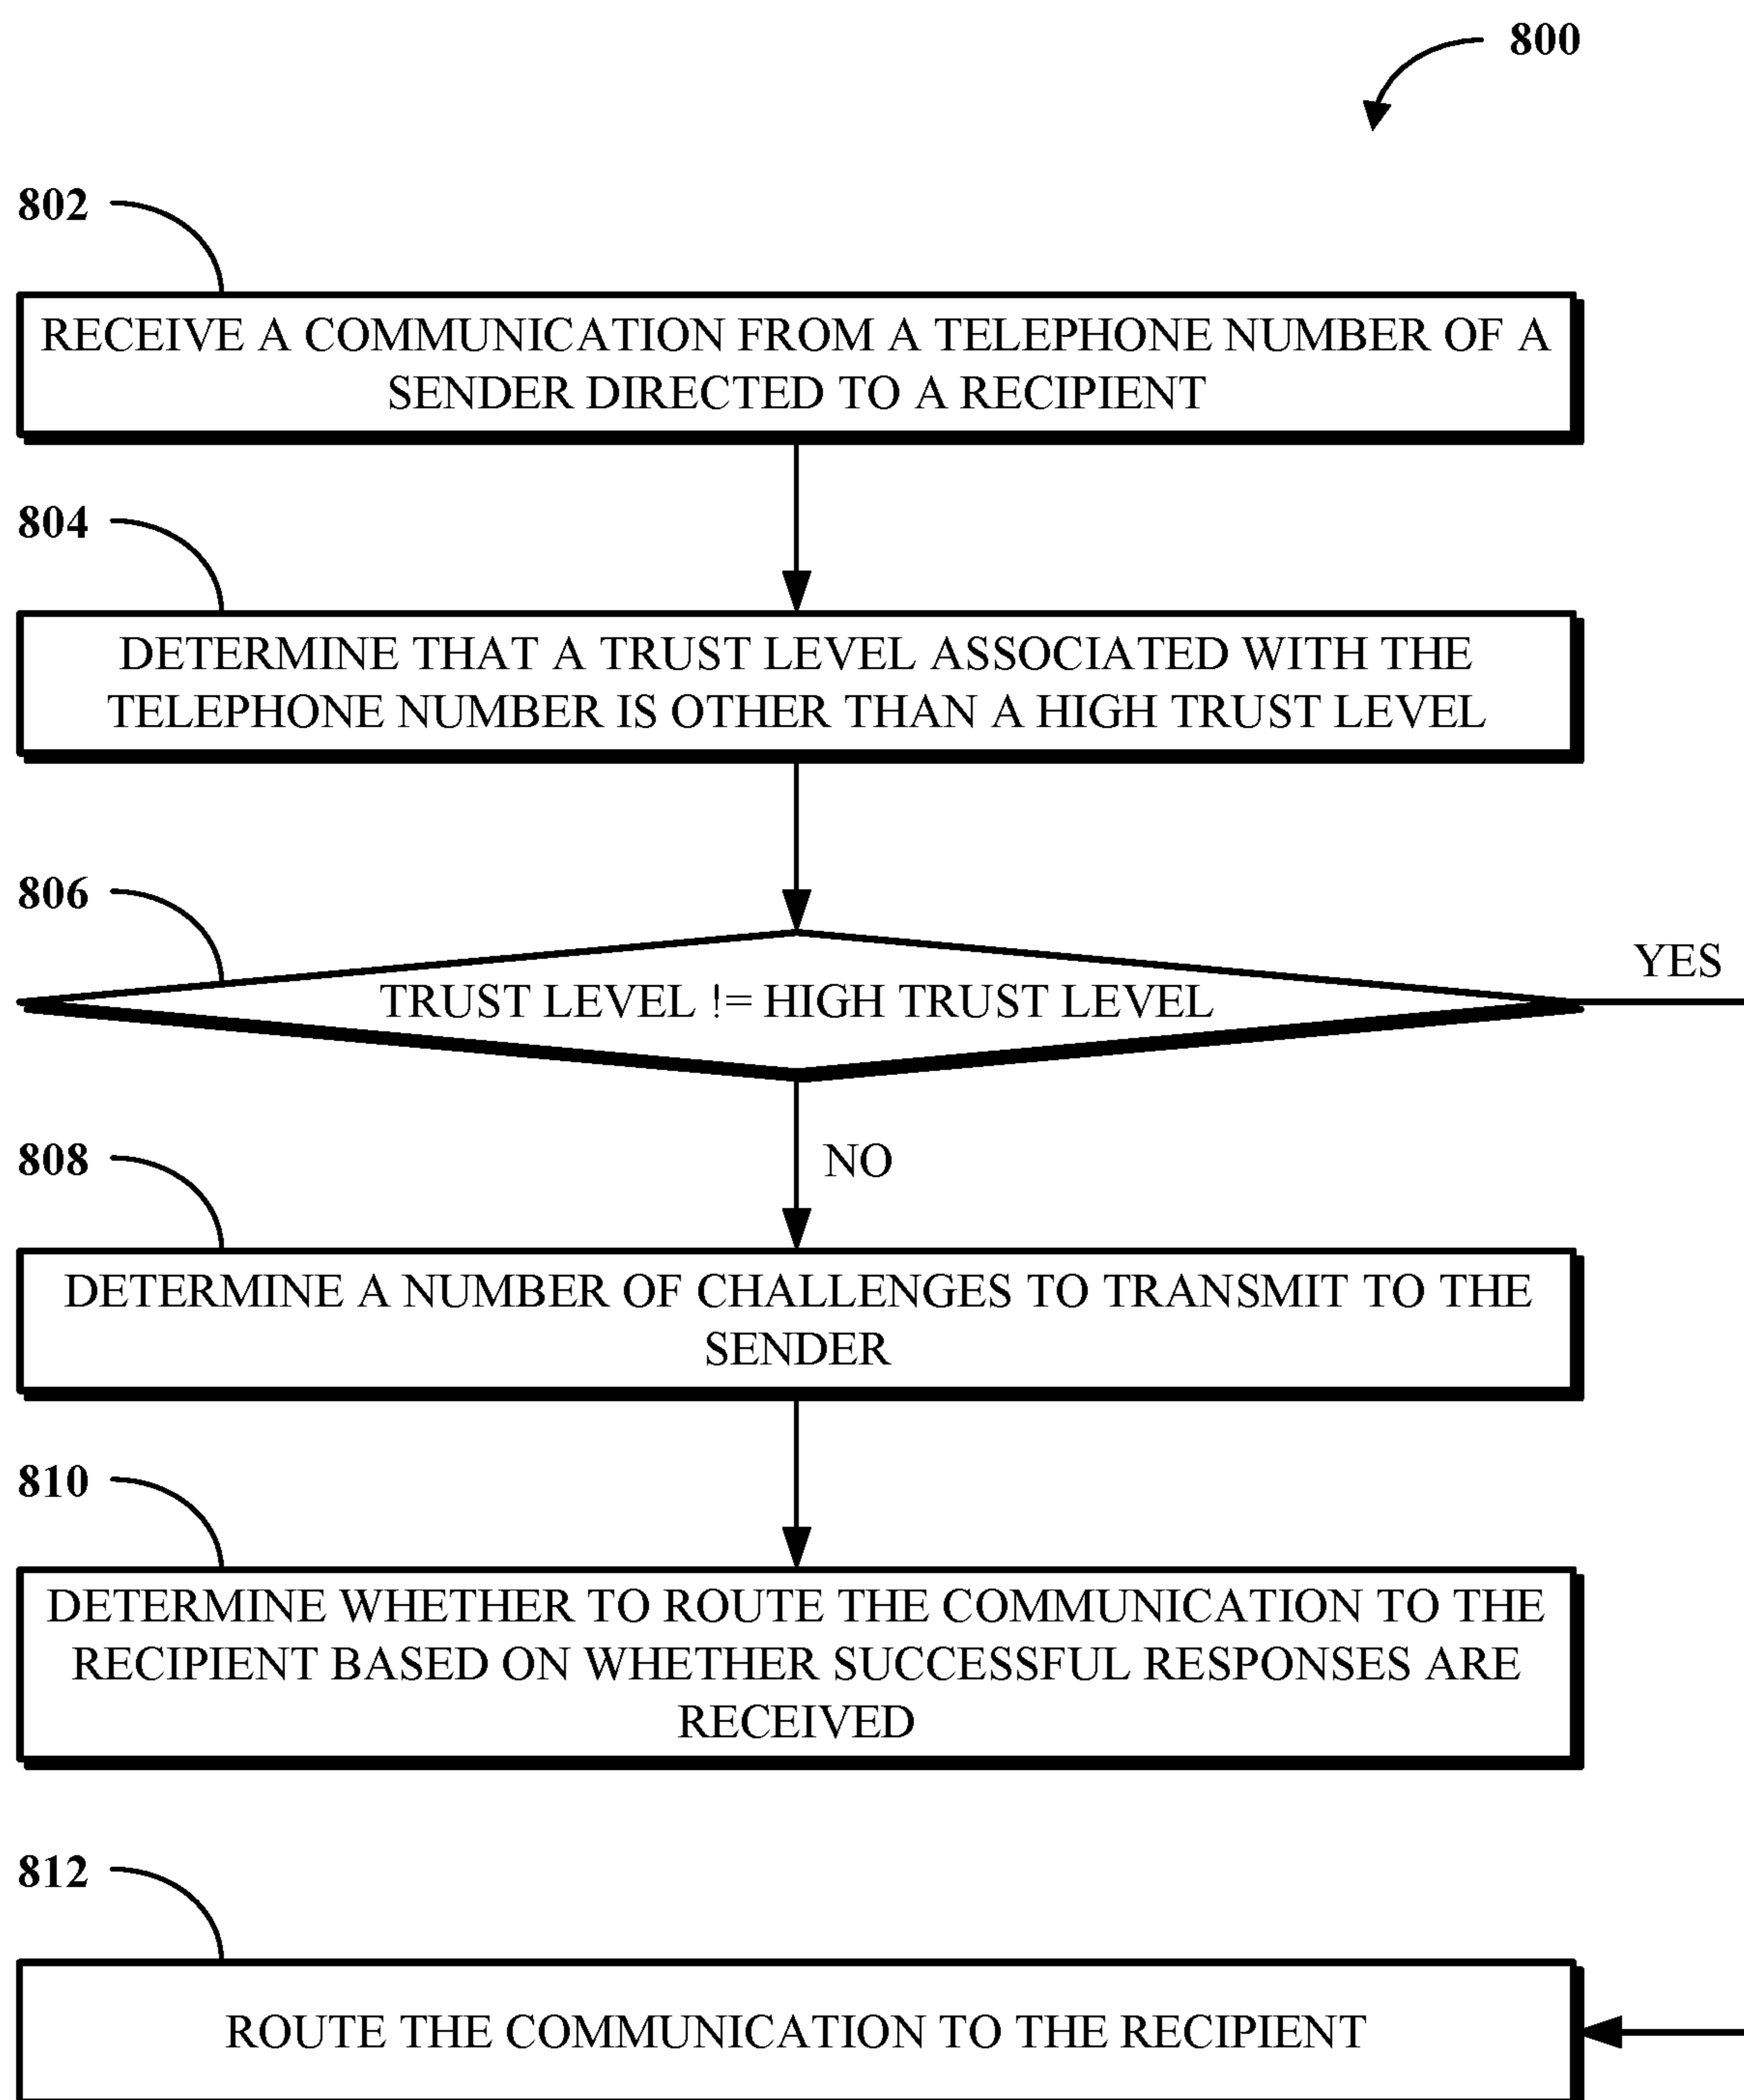 800
802
RECEIVE A COMMUNICATION FROM A TELEPHONE NUMBER OF A
SENDER DIRECTED TO A RECIPIENT
804
DETERMINE THAT A TRUST LEVEL ASSOCIATED WITH THE
TELEPHONE NUMBER IS OTHER THAN A HIGH TRUST LEVEL
806
TRUST LEVEL != HIGH TRUST LEVEL
YES
NO
808
DETERMINE A NUMBER OF CHALLENGES TO TRANSMIT TO THE
SENDER
810
DETERMINE WHETHER TO ROUTE THE COMMUNICATION TO THE
RECIPIENT BASED ON WHETHER SUCCESSFUL RESPONSES ARE
RECEIVED
812
ROUTE THE COMMUNICATION TO THE RECIPIENT